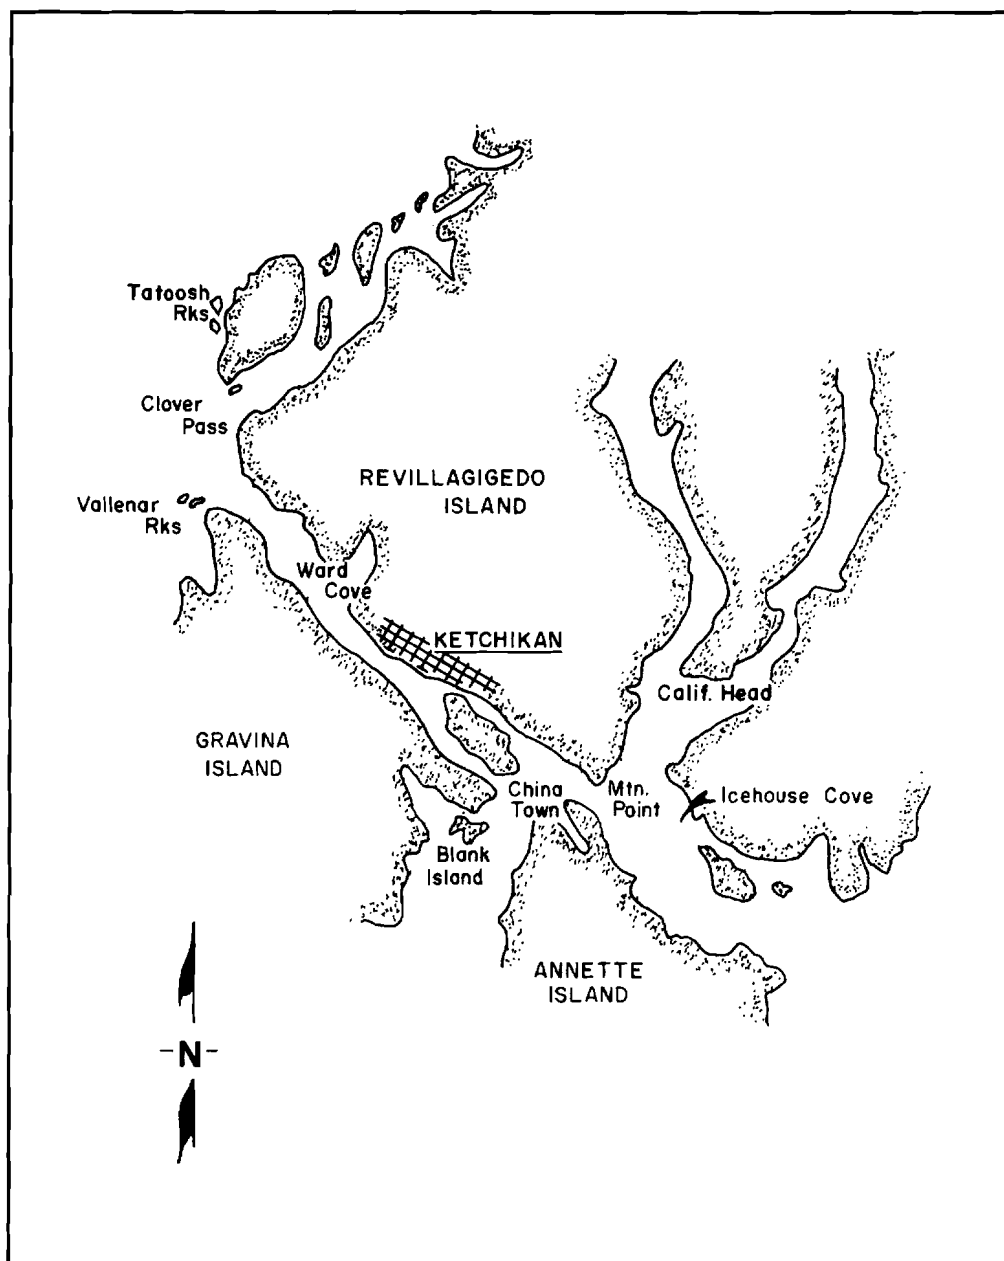 Tatoosh
Rks
Clover
Pass
REVILLAGIGEDO
ISLAND
Vallenar
Rks
Ward
Cove
KETCHIKAN
Calif. Head
GRAVINA
ISLAND
China
Town
Mtn.
Point
Icehouse Cove
Blank
Island
ANNETTE
ISLAND
-N-